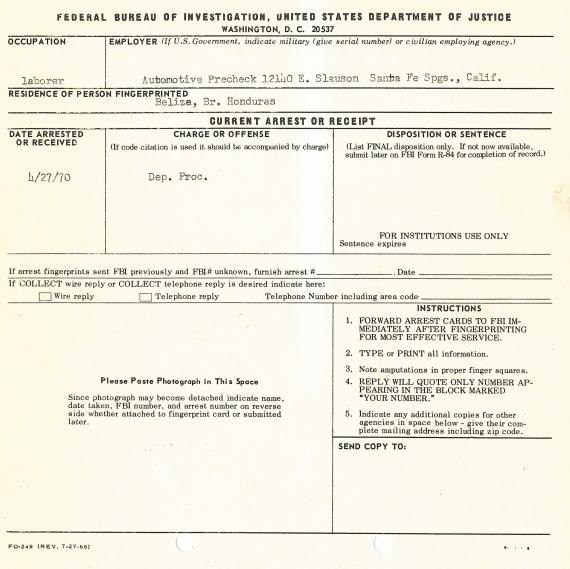 FEDERAL BUREAU OF INVESTIGATION, UNITED STATES DEPARTMENT OF JUSTICE
WASHINGTON, D. C. 20537
OCCUPATION
EMPLOYER (If U.S. Government, indicate military (give serial number) or civilian employing agency.)
laborer
Automotive Precheck 12140 E. Slauson Santa Fe Spgs., Calif.
RESIDENCE OF PERSON FINGERPRINTED
Belize, Br. Honduras
CURRENT ARREST OR RECEIPT
DATE ARRESTED
OR RECEIVED
CHARGE OR OFFENSE
(If code citation is used it should be accompanied by charge)
DISPOSITION OR SENTENCE
(List FINAL disposition only. If not now available,
submit later on FBI Form R-84 for completion of record.)
4/27/70
Dep. Proc.
FOR INSTITUTIONS USE ONLY
Sentence expires
If arrest fingerprints sent FBI previously and FBI# unknown, furnish arrest # . Date
If COLLECT wire reply or COLLECT telephone reply is desired indicate here:
Wire reply Telephone reply Telephone Number including area code
Please Paste Photograph in This Space
Since photograph may become detached indicate name,
date taken, FBI number, and arrest number on reverse
side whether attached to fingerprint card or submitted
later.
INSTRUCTIONS
1. FORWARD ARREST CARDS TO FBI IM-
MEDIATELY AFTER FINGERPRINTING
FOR MOST EFFECTIVE SERVICE.
2. TYPE or PRINT all information.
3. Note amputations in proper finger squares.
4. REPLY WILL QUOTE ONLY NUMBER AP-
PEARING IN THE BLOCK MARKED
"YOUR NUMBER."
5. Indicate any additional copies for other
agencies in space below - give their com-
plete mailing address including zip code.
SEND COPY TO:
FD-249 (REV. 7-27-66)